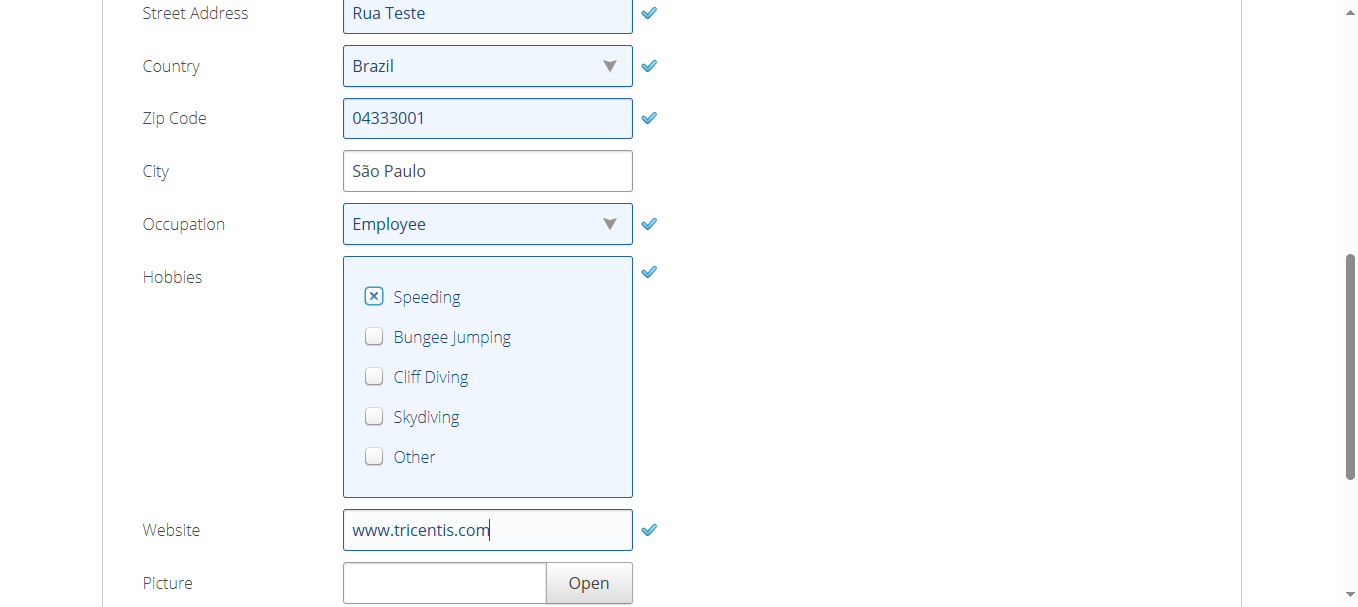 Street Address Rua Teste
Country Brazil
Zip Code 04333001
City São Paulo
Occupation Employee
Hobbies
Speeding
Bungee Jumping
Cliff Diving
Skydiving
Other
Website www.tricentis.com
Picture Open